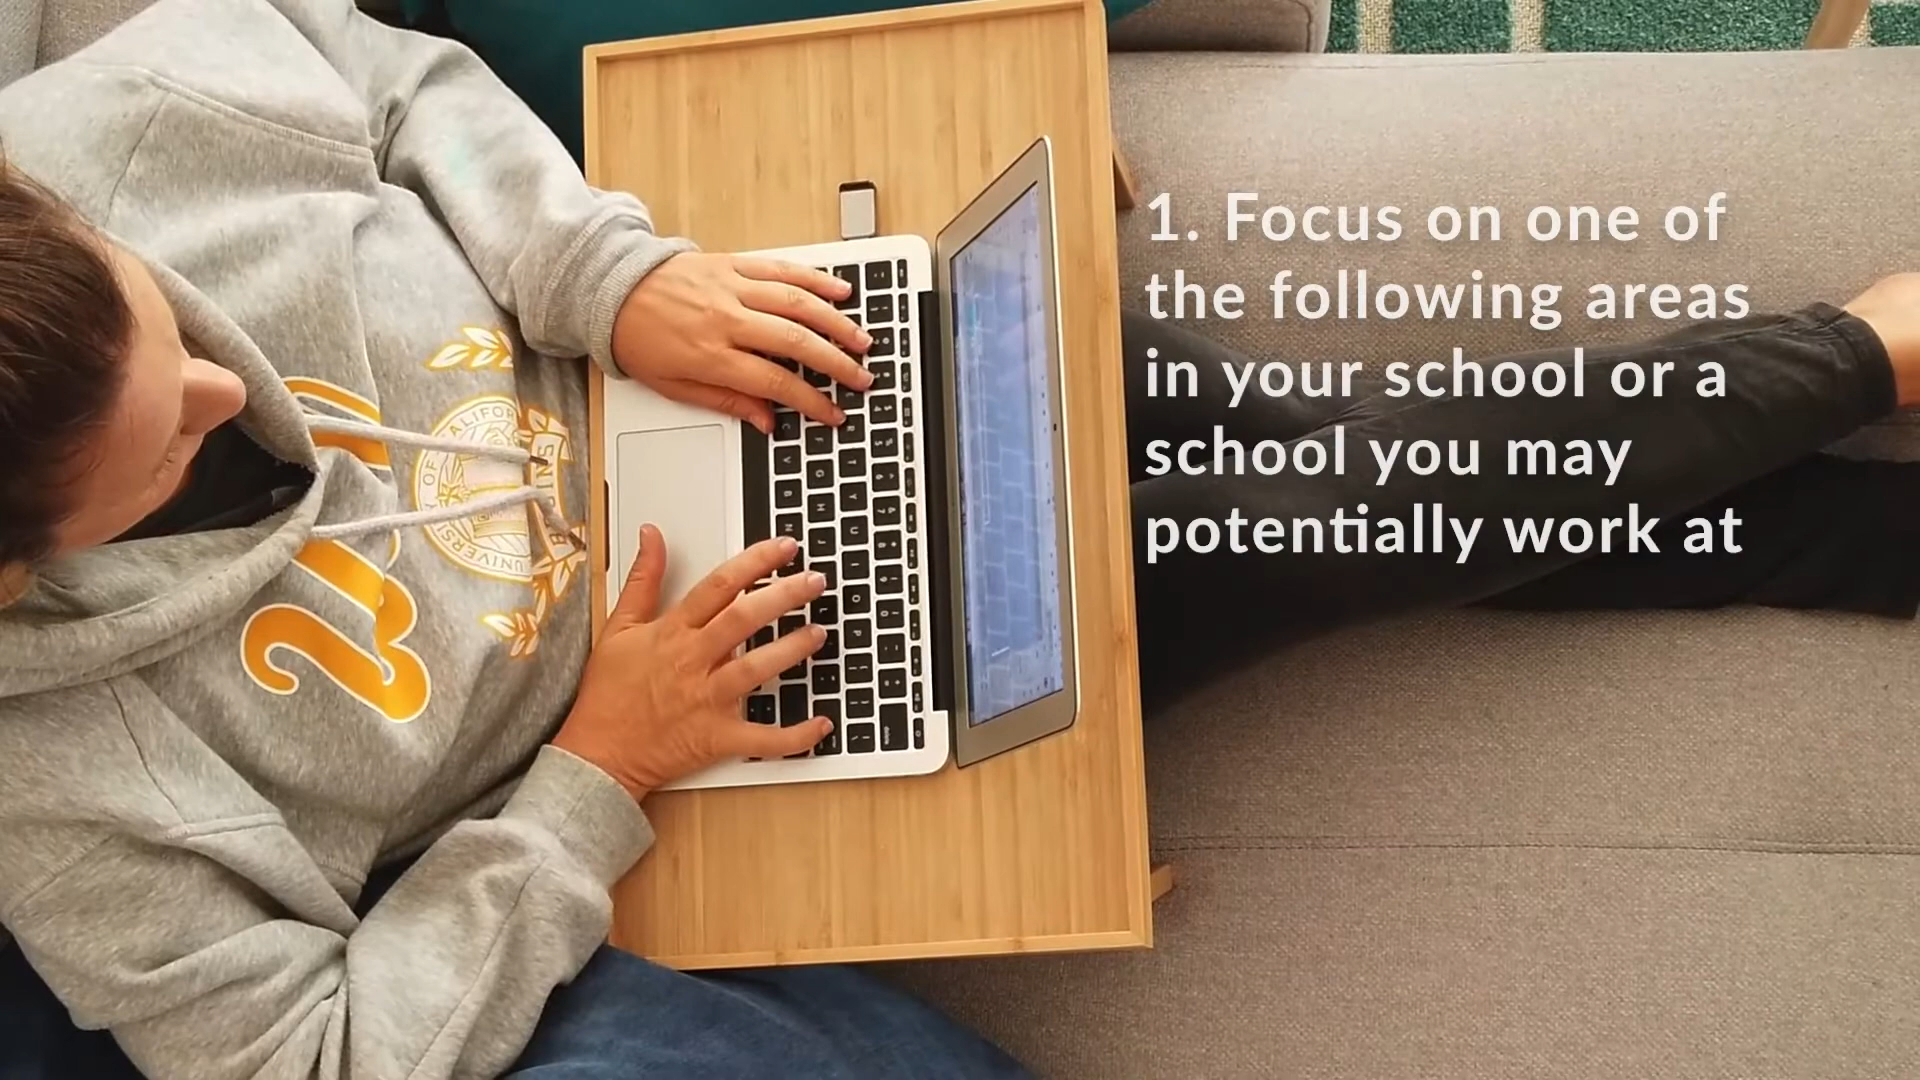 1. Focus on one of
the following areas
in your school or a
school you may
potentially work at